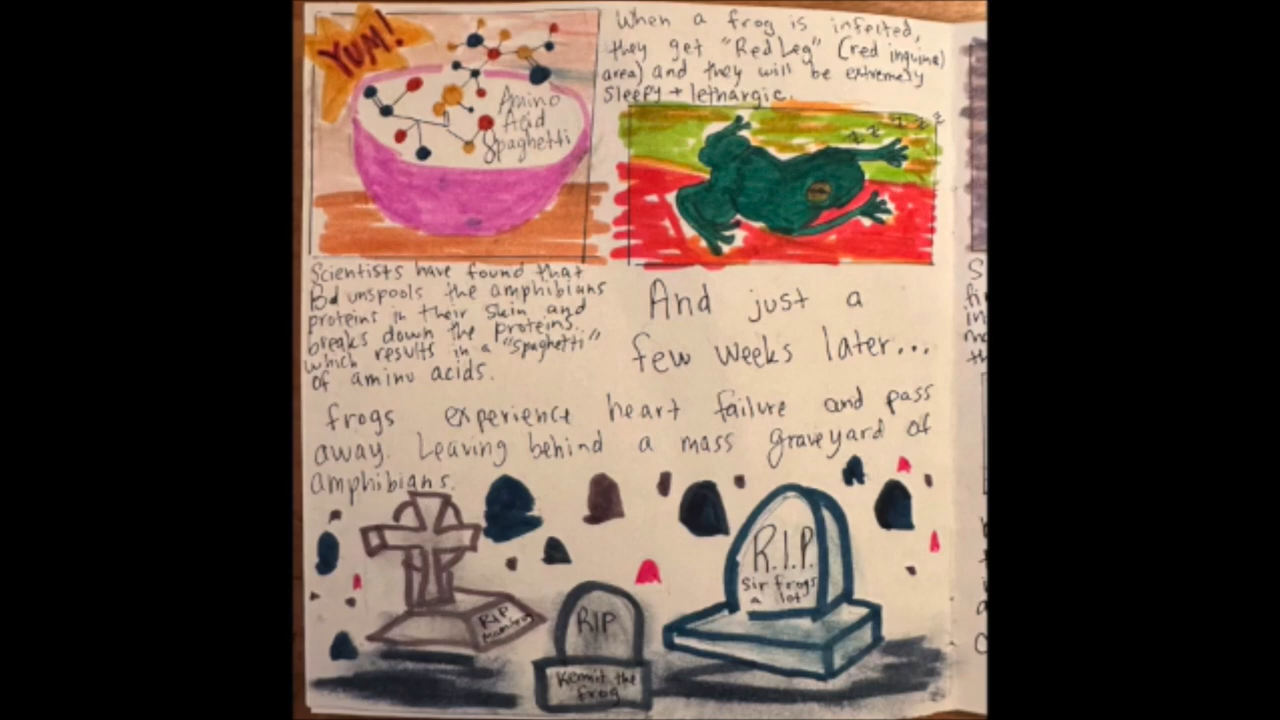 YUM!
Amino
Acid
Spaghetti
When a frog is infected,
they get "Red Leg" (red inguinal
area) and they will be extremely
sleepy + lethargic.
z z z z z
Scientists have found that
Bd unspools the amphibians
proteins in their skin and
breaks down the proteins.
which results in a "spaghetti"
of amino acids.
And just a
few weeks later...
frogs experience heart failure and pass
away. Leaving behind a mass graveyard of
amphibians.
RIP
RIP
Kermit the
frog
R.I.P.
Sir frogs
a lot